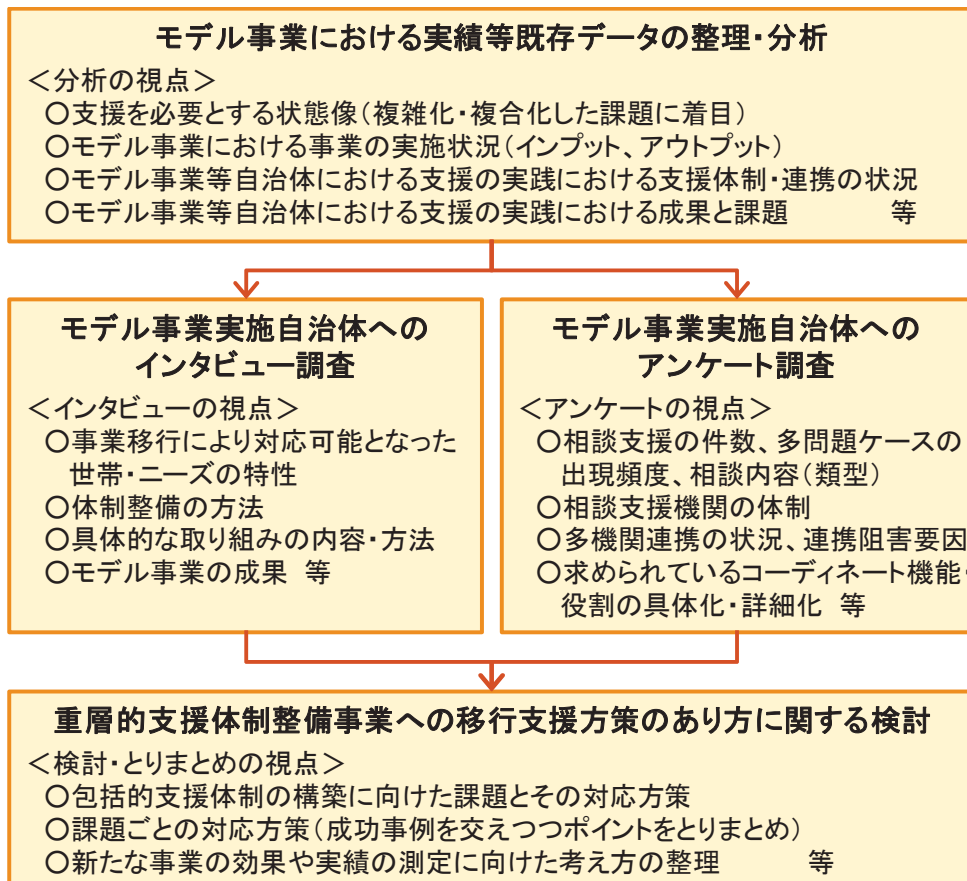 モデル事業における実績等既存データの整理・分析
＜分析の視点＞
○支援を必要とする状態像（複雑化・複合化した課題に着目）
○モデル事業における事業の実施状況（インプット、アウトプット）
○モデル事業等自治体における支援の実践における支援体制・連携の状況
○モデル事業等自治体における支援の実践における成果と課題　等
モデル事業実施自治体への
インタビュー調査
＜インタビューの視点＞
○事業移行により対応可能となった
世帯・ニーズの特性
○体制整備の方法
○具体的な取り組みの内容・方法
○モデル事業の成果　等
モデル事業実施自治体への
アンケート調査
＜アンケートの視点＞
○相談支援の件数、多問題ケースの
出現頻度、相談内容（類型）
○相談支援機関の体制
○多機関連携の状況、連携阻害要因
○求められているコーディネート機能・
役割の具体化・詳細化　等
重層的支援体制整備事業への移行支援方策のあり方に関する検討
＜検討・とりまとめの視点＞
○包括的支援体制の構築に向けた課題とその対応方策
○課題ごとの対応方策（成功事例を交えつつポイントをとりまとめ）
○新たな事業の効果や実績の測定に向けた考え方の整理　等